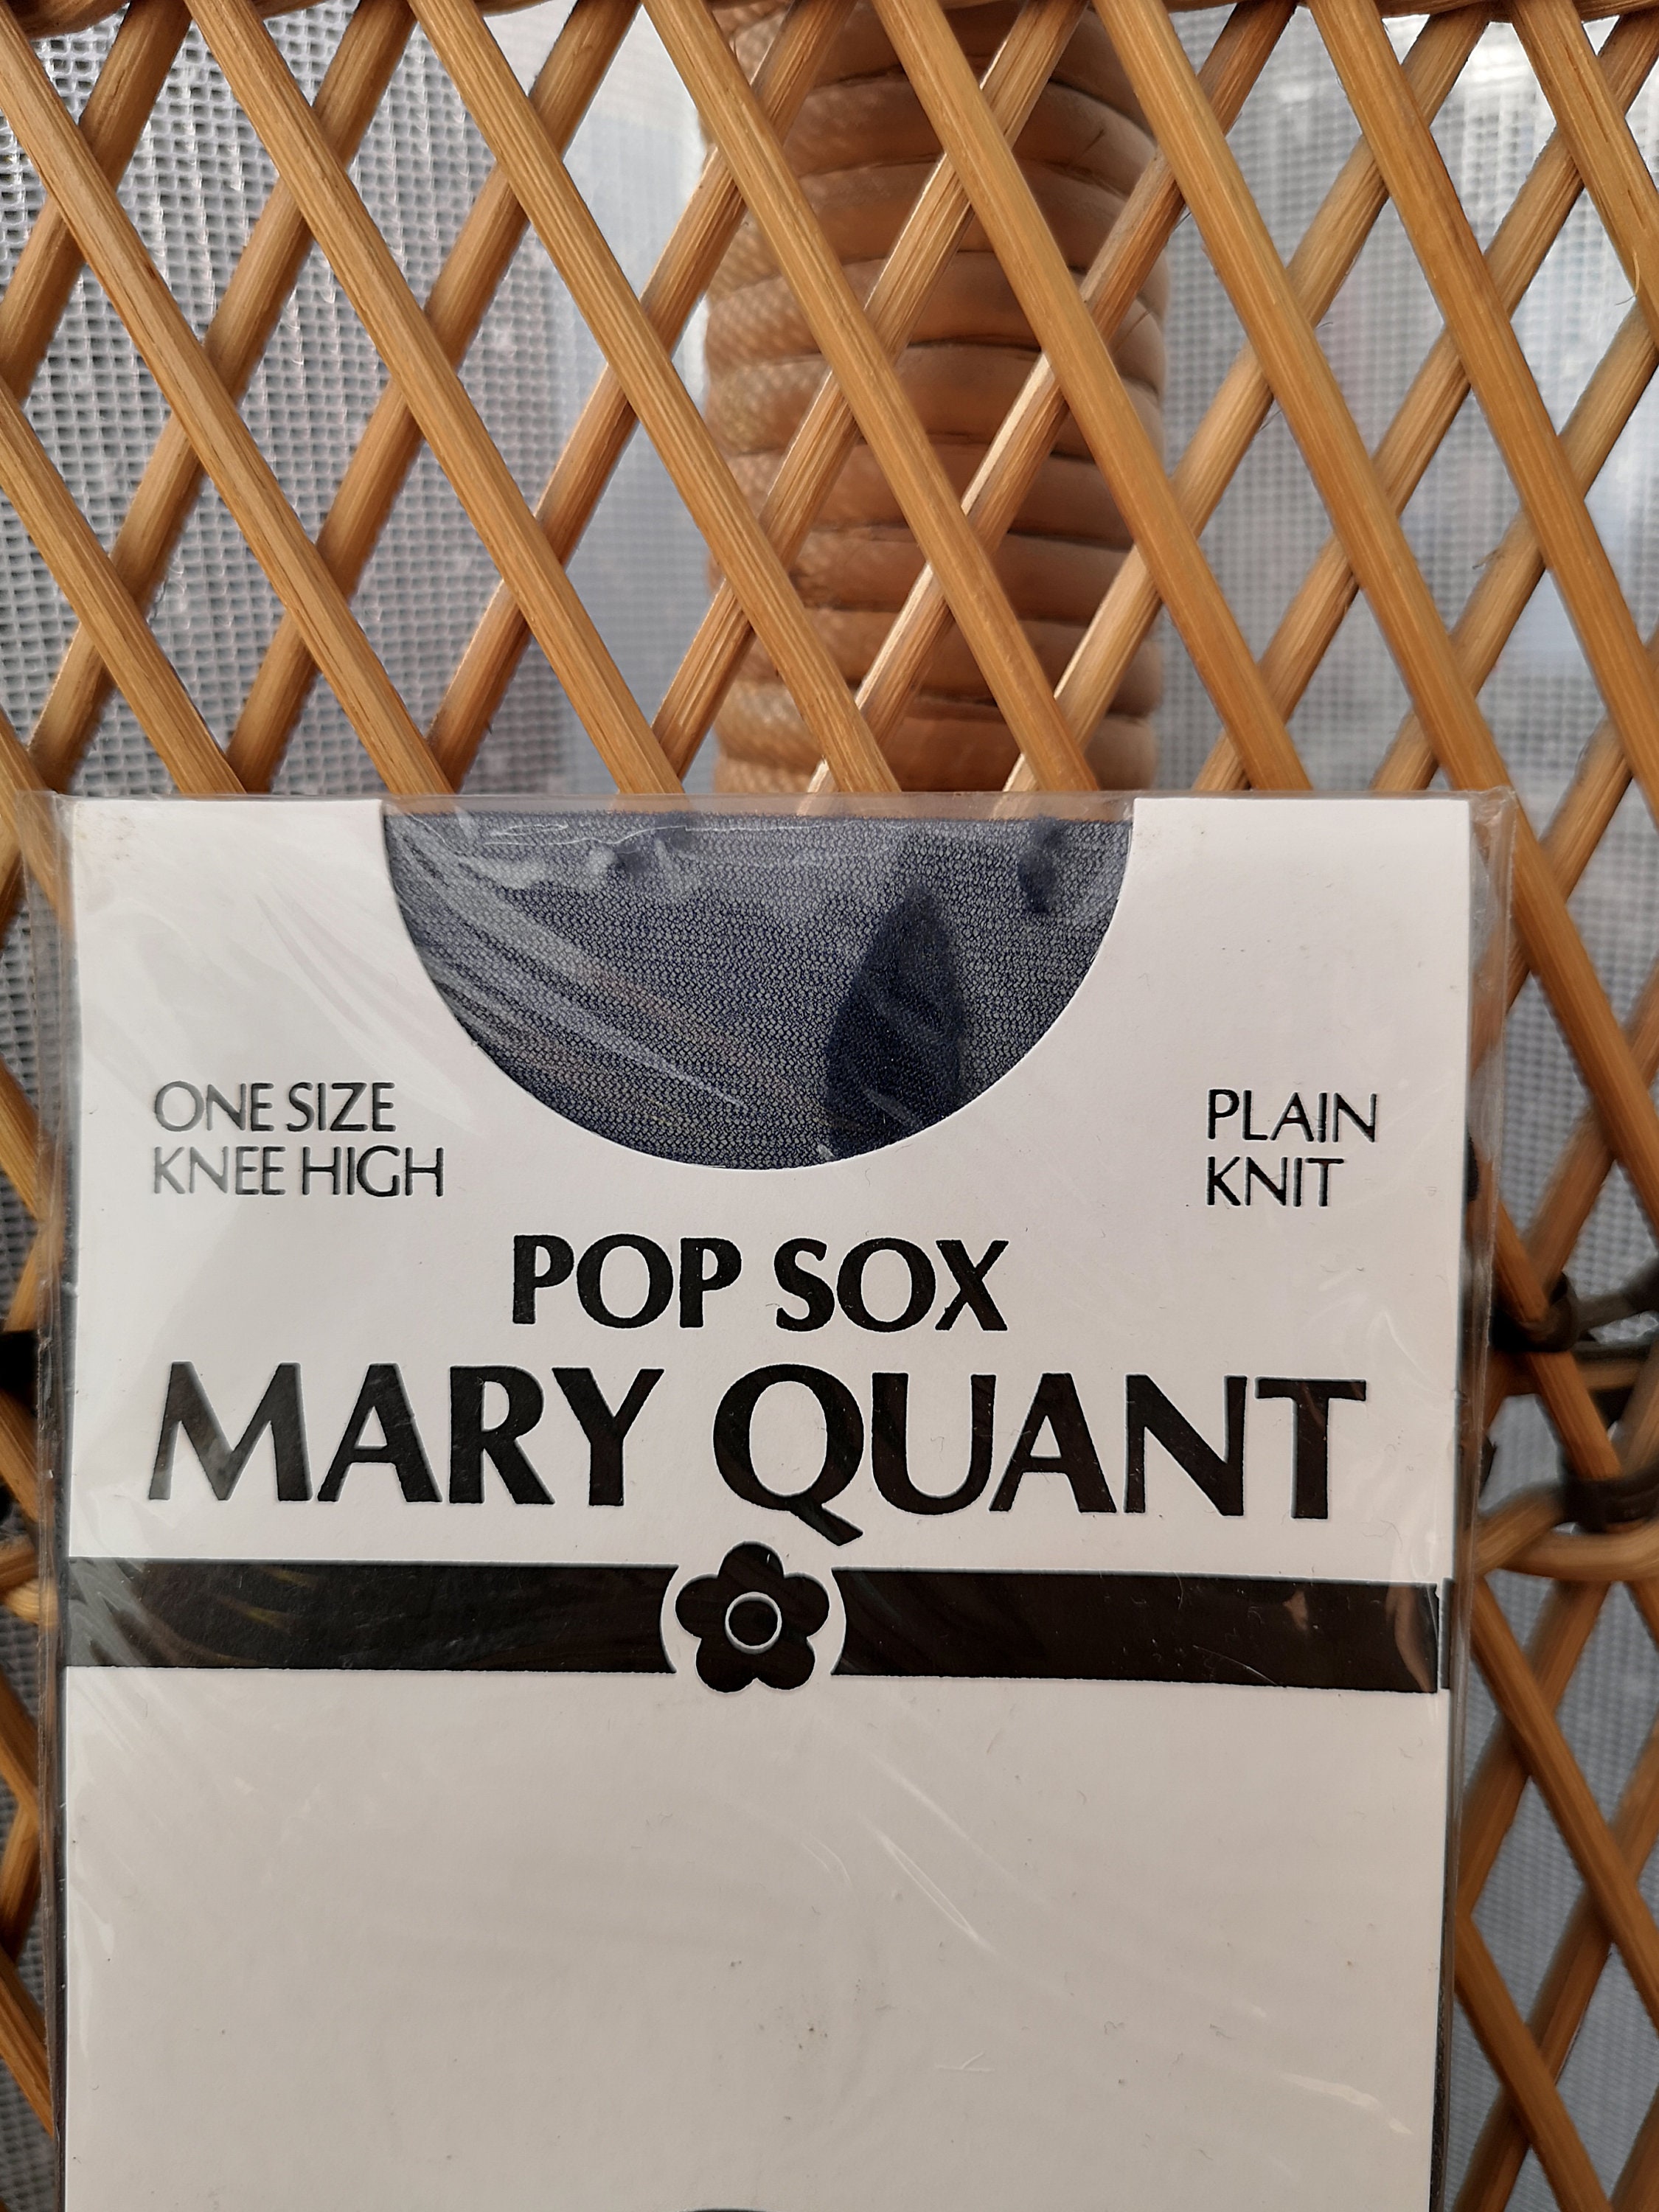 ONE SIZE
KNEE HIGH
PLAIN
KNIT
POP SOX
MARY QUANT